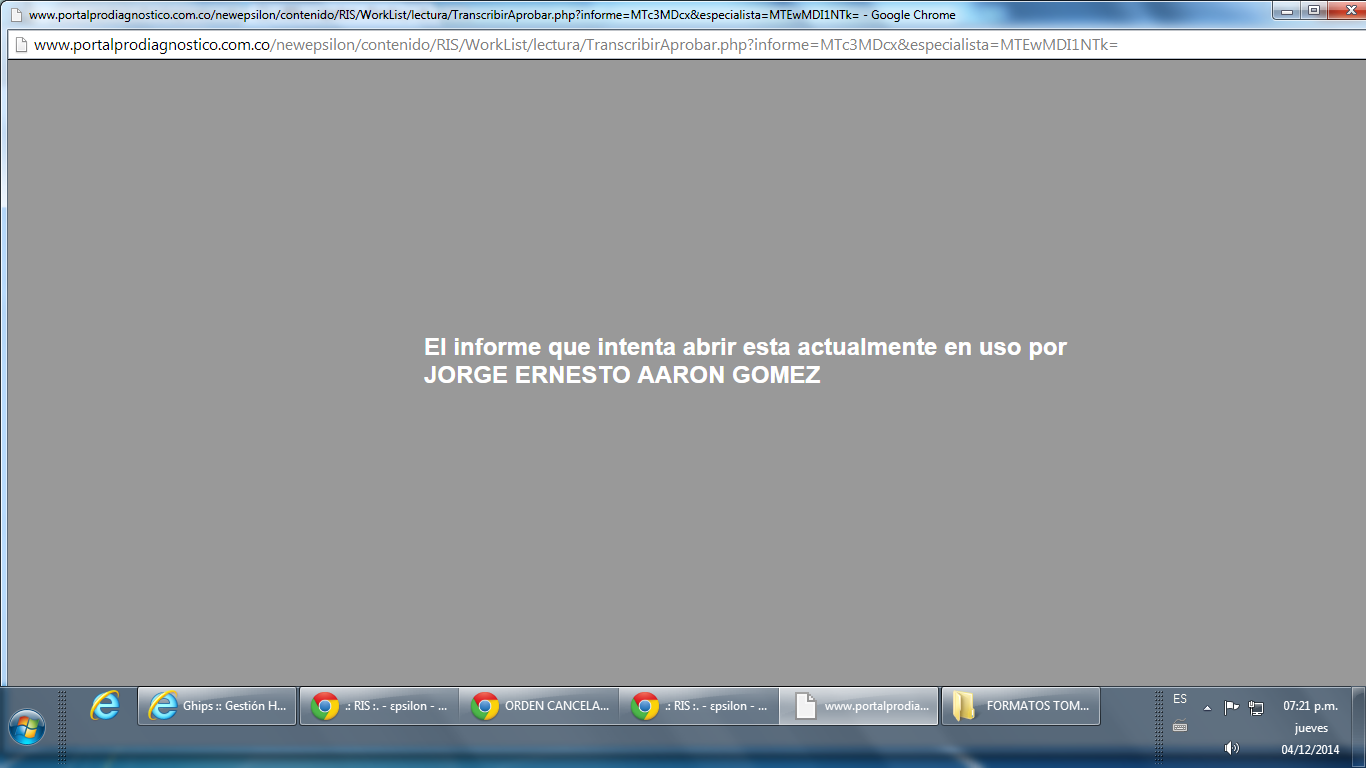 www.portalprodiagnostico.com.co/newepsilon/contenido/RIS/WorkList/lectura/TranscribirAprobar.php?informe=MTc3MDcx&especialista=MTEwMDI1NTk= - Google Chrome
www.portalprodiagnostico.com.co/newepsilon/contenido/RIS/WorkList/lectura/TranscribirAprobar.php?informe=MTc3MDcx&especialista=MTEwMDI1NTk=
El informe que intenta abrir esta actualmente en uso por
JORGE ERNESTO AARON GOMEZ
Ghips :: Gestión H...
.: RIS :. - εpsilon - ...
ORDEN CANCELA...
.: RIS :. - εpsilon - ...
www.portalprodia...
FORMATOS TOM...
ES
07:21 p.m.
jueves
04/12/2014